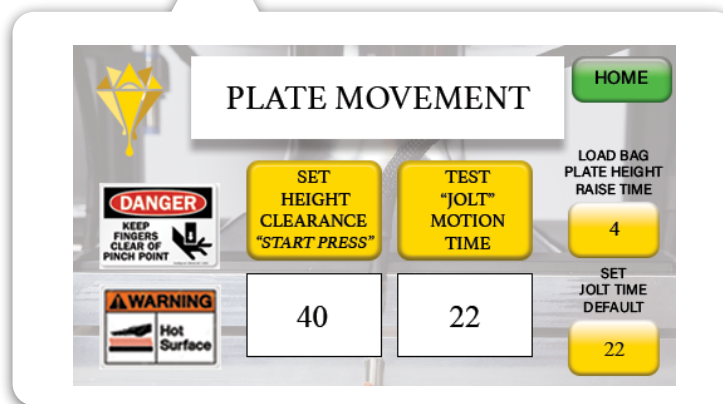 PLATE MOVEMENT
HOME
SET
HEIGHT
CLEARANCE
"START PRESS"
TEST
"JOLT"
MOTION
TIME
LOAD BAG
PLATE HEIGHT
RAISE TIME
4
DANGER
KEEP
FINGERS
CLEAR OF
PINCH POINT
40
22
SET
JOLT TIME
DEFAULT
22
WARNING
Hot
Surface